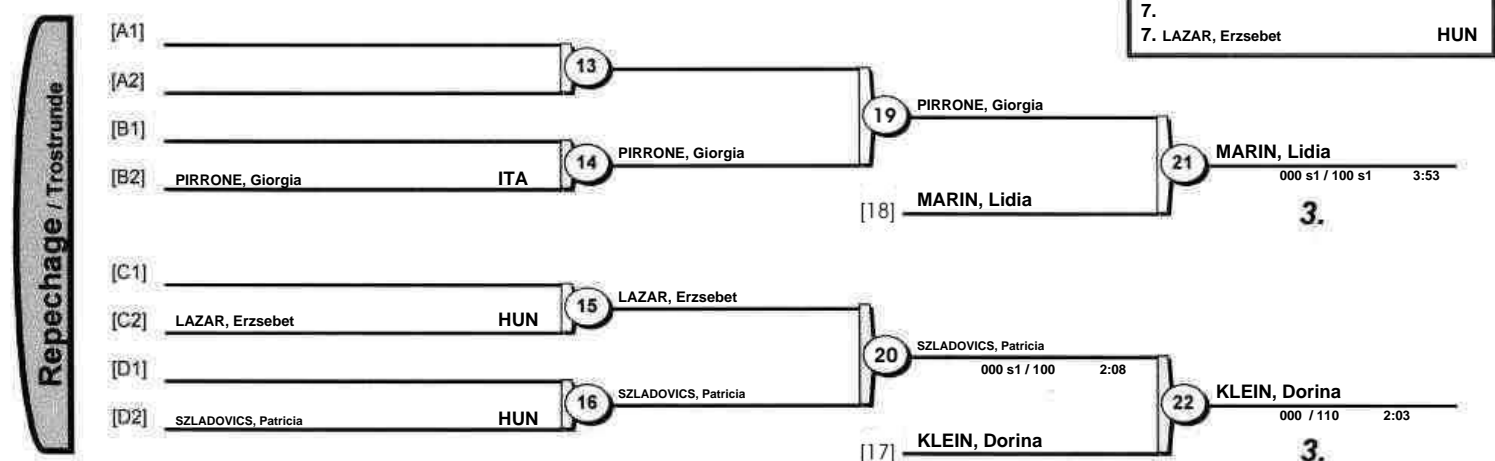 7.
7. LAZAR, Erzsebet HUN
Repechage / Trostrunde
[A1]
13
[A2]
[B1]
14
PIRRONE, Giorgia
[B2] PIRRONE, Giorgia ITA
19
PIRRONE, Giorgia
21
MARIN, Lidia
000 s1 / 100 s1 3:53
[18] MARIN, Lidia
3.
[C1]
15
LAZAR, Erzsebet
[C2] LAZAR, Erzsebet HUN
20
SZLADOVICS, Patricia
000 s1 / 100 2:08
[D1]
16
SZLADOVICS, Patricia
[D2] SZLADOVICS, Patricia HUN
22
KLEIN, Dorina
000 / 110 2:03
[17] KLEIN, Dorina
3.